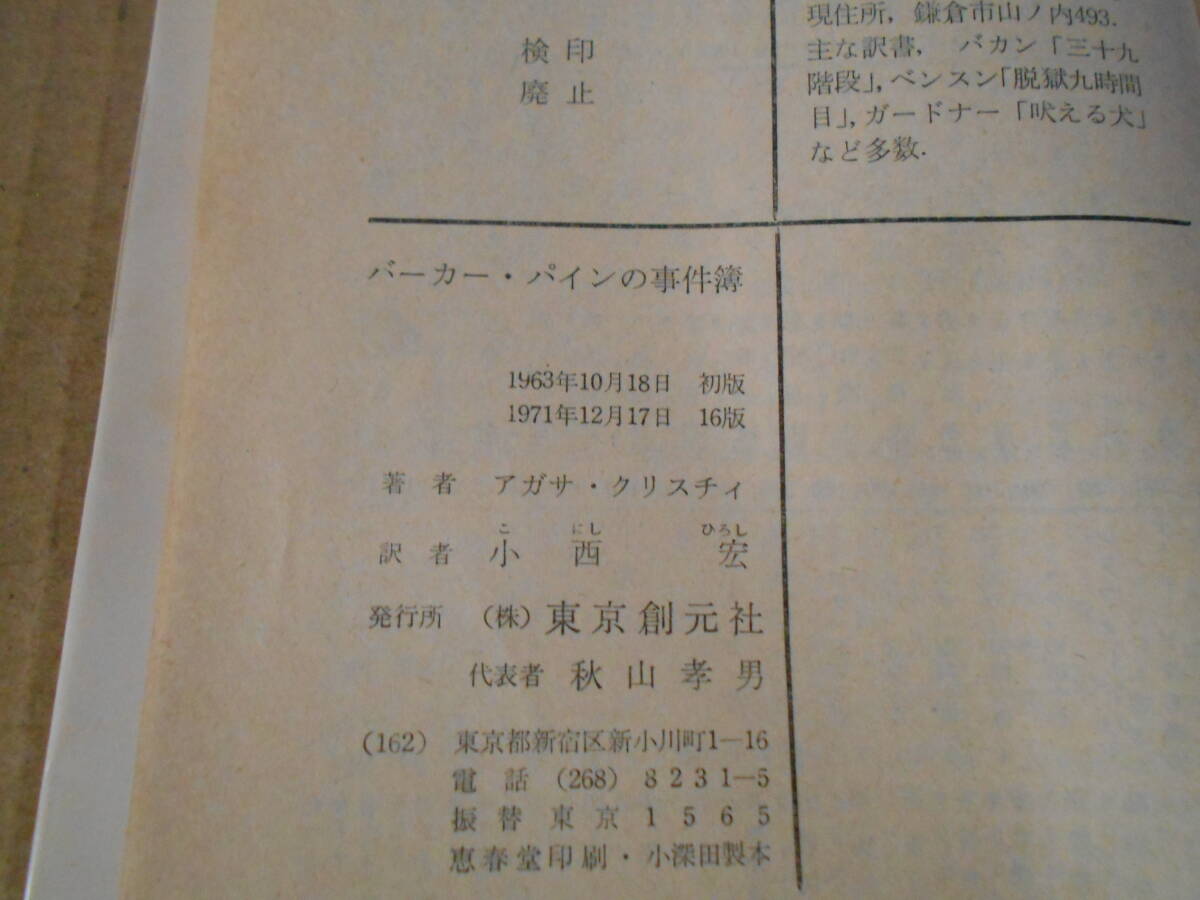 検印
廃止
現住所，鎌倉市山ノ内493.
主な訳書，バカン「三十九
階段」，ベンスン「脱獄九時間
目」，ガードナー「吠える犬」
など多数.
バーカー・パインの事件簿
1963年10月18日 初版
1971年12月17日 16版
著者 アガサ・クリスチィ
こ にし ひろし
訳者 小西 宏
発行所 （株）東京創元社
代表者 秋山孝男
（162） 東京都新宿区新小川町1—16
電話 （268） 8231—5
振替東京 1565
恵春堂印刷・小深田製本